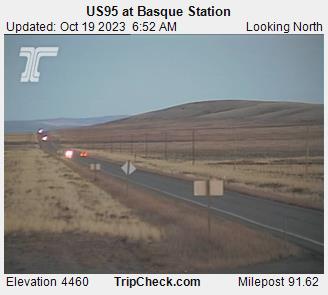 US95 at Basque Station
Updated: Oct 19 2023  6:52 AM Looking North
Elevation 4460 TripCheck.com Milepost 91.62